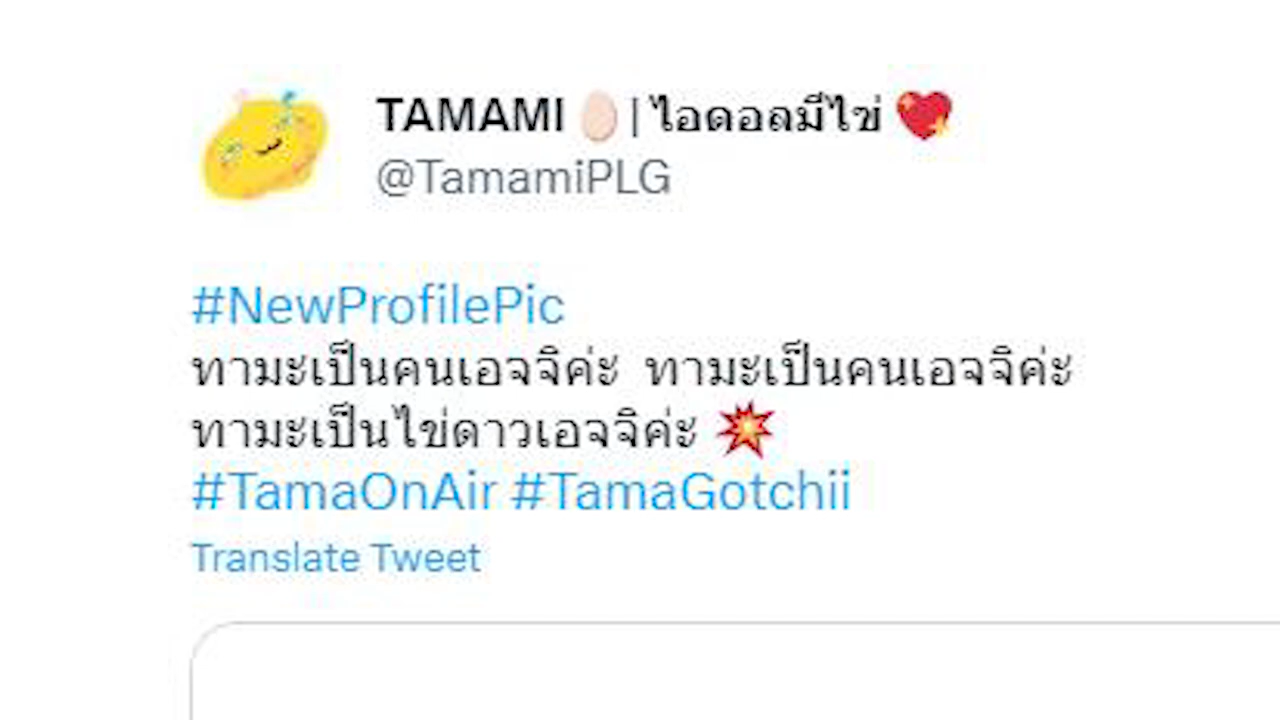 TAMAMI 🥚 | ไอดอลมีไข่ 💖
@TamamiPLG
#NewProfilePic
ทามะเป็นคนเอจจิค่ะ ทามะเป็นคนเอจจิค่ะ
ทามะเป็นไข่ดาวเอจจิค่ะ 💥
#TamaOnAir #TamaGotchii
Translate Tweet